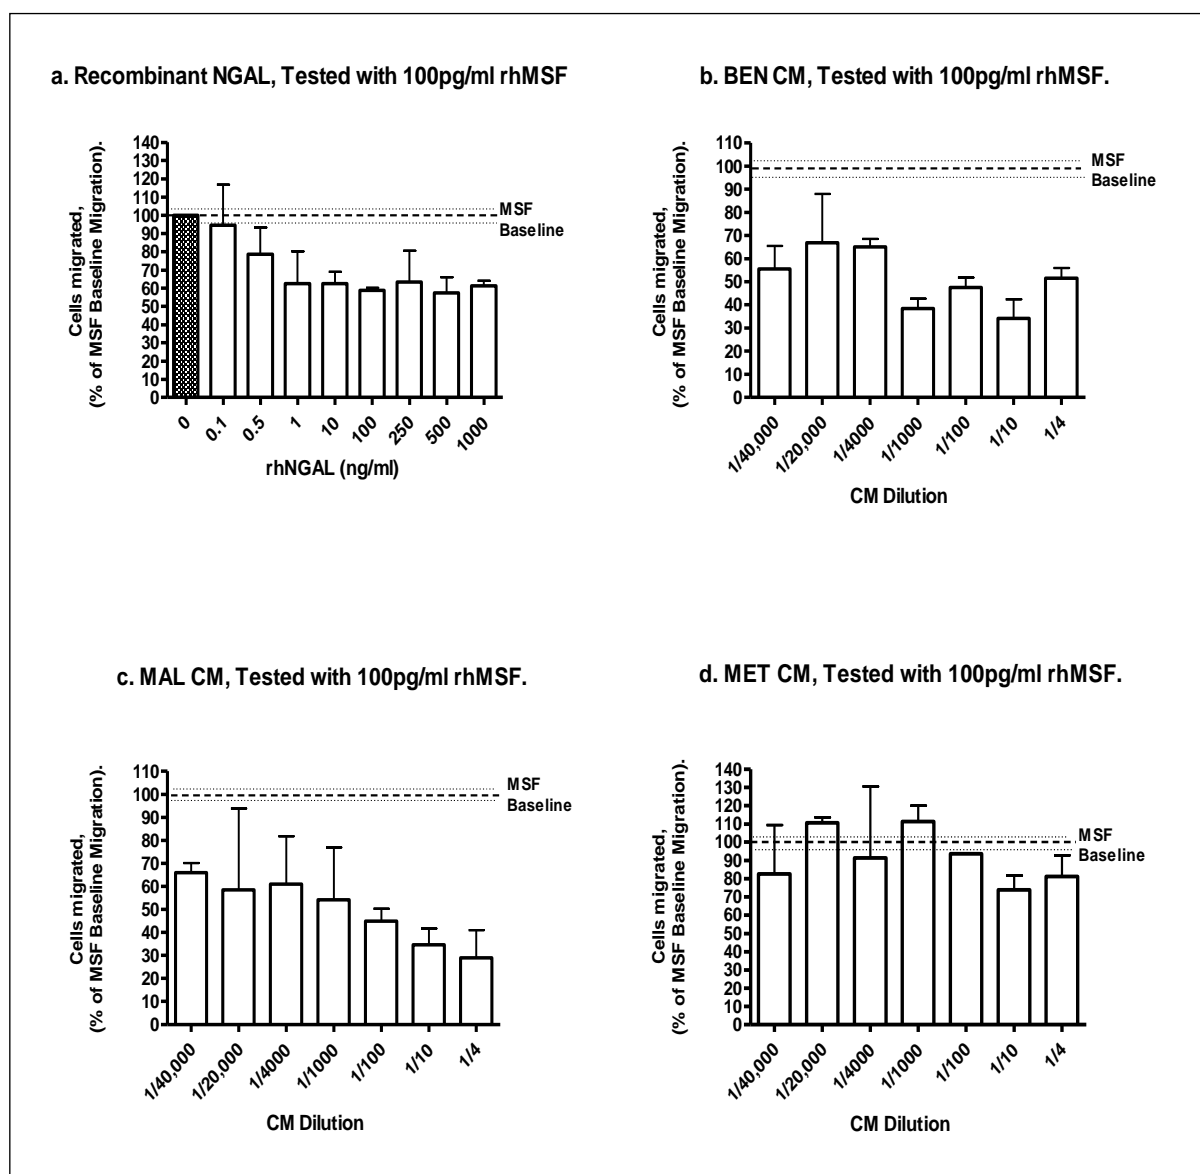 a. Recombinant NGAL, Tested with 100pg/ml rhMSF
Cells migrated,
(% of MSF Baseline Migration).
140
130
120
110
100
90
80
70
60
50
40
30
20
10
0
MSF
Baseline
0 0.1 0.5 1 10 100 250 500 1000
rhNGAL (ng/ml)
b. BEN CM, Tested with 100pg/ml rhMSF.
Cells migrated,
(% of MSF Baseline Migration).
110
100
90
80
70
60
50
40
30
20
10
0
MSF
Baseline
1/40,000 1/20,000 1/4000 1/1000 1/100 1/10 1/4
CM Dilution
c. MAL CM, Tested with 100pg/ml rhMSF.
Cells migrated,
(% of MSF Baseline Migration).
110
100
90
80
70
60
50
40
30
20
10
0
MSF
Baseline
1/40,000 1/20,000 1/4000 1/1000 1/100 1/10 1/4
CM Dilution
d. MET CM, Tested with 100pg/ml rhMSF.
Cells migrated,
(% of MSF Baseline Migration).
140
130
120
110
100
90
80
70
60
50
40
30
20
10
0
MSF
Baseline
1/40,000 1/20,000 1/4000 1/1000 1/100 1/10 1/4
CM Dilution